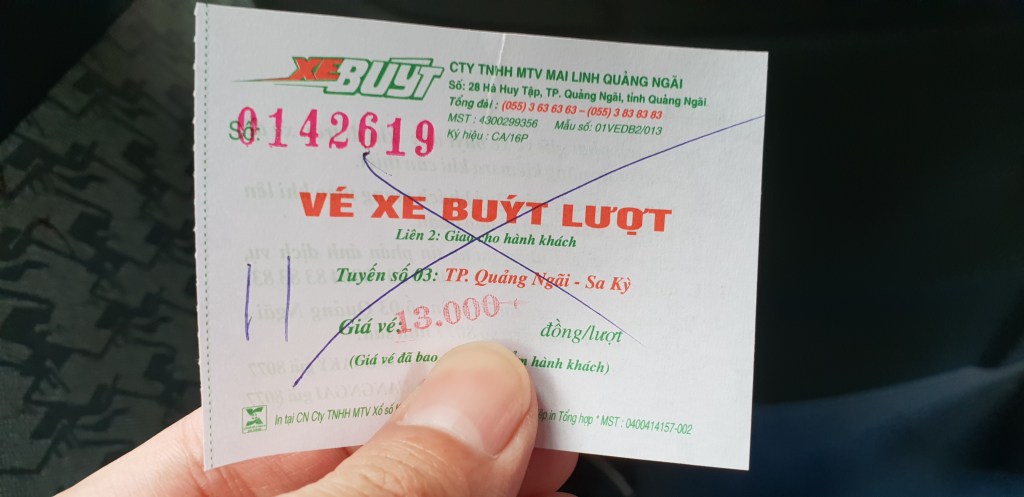 XE BUÝT
CTY TNHH MTV MAI LINH QUẢNG NGÃI
Số: 28 Hà Huy Tập, TP. Quảng Ngãi, tỉnh Quảng Ngãi
Tổng đài : (055) 3 63 63 63 – (055) 3 83 83 83
MST : 4300299356 Mẫu số: 01VEDB2/013
Ký hiệu : CA/16P
Số: 0142619
VÉ XE BUÝT LƯỢT
Liên 2: Giao cho hành khách
Tuyến số 03: TP. Quảng Ngãi - Sa Kỳ
11
Giá vé: 13.000 đồng/lượt
(Giá vé đã bao hành khách)
In tại CN Cty TNHH MTV Xổ số in Tổng hợp * MST : 0400414157-002